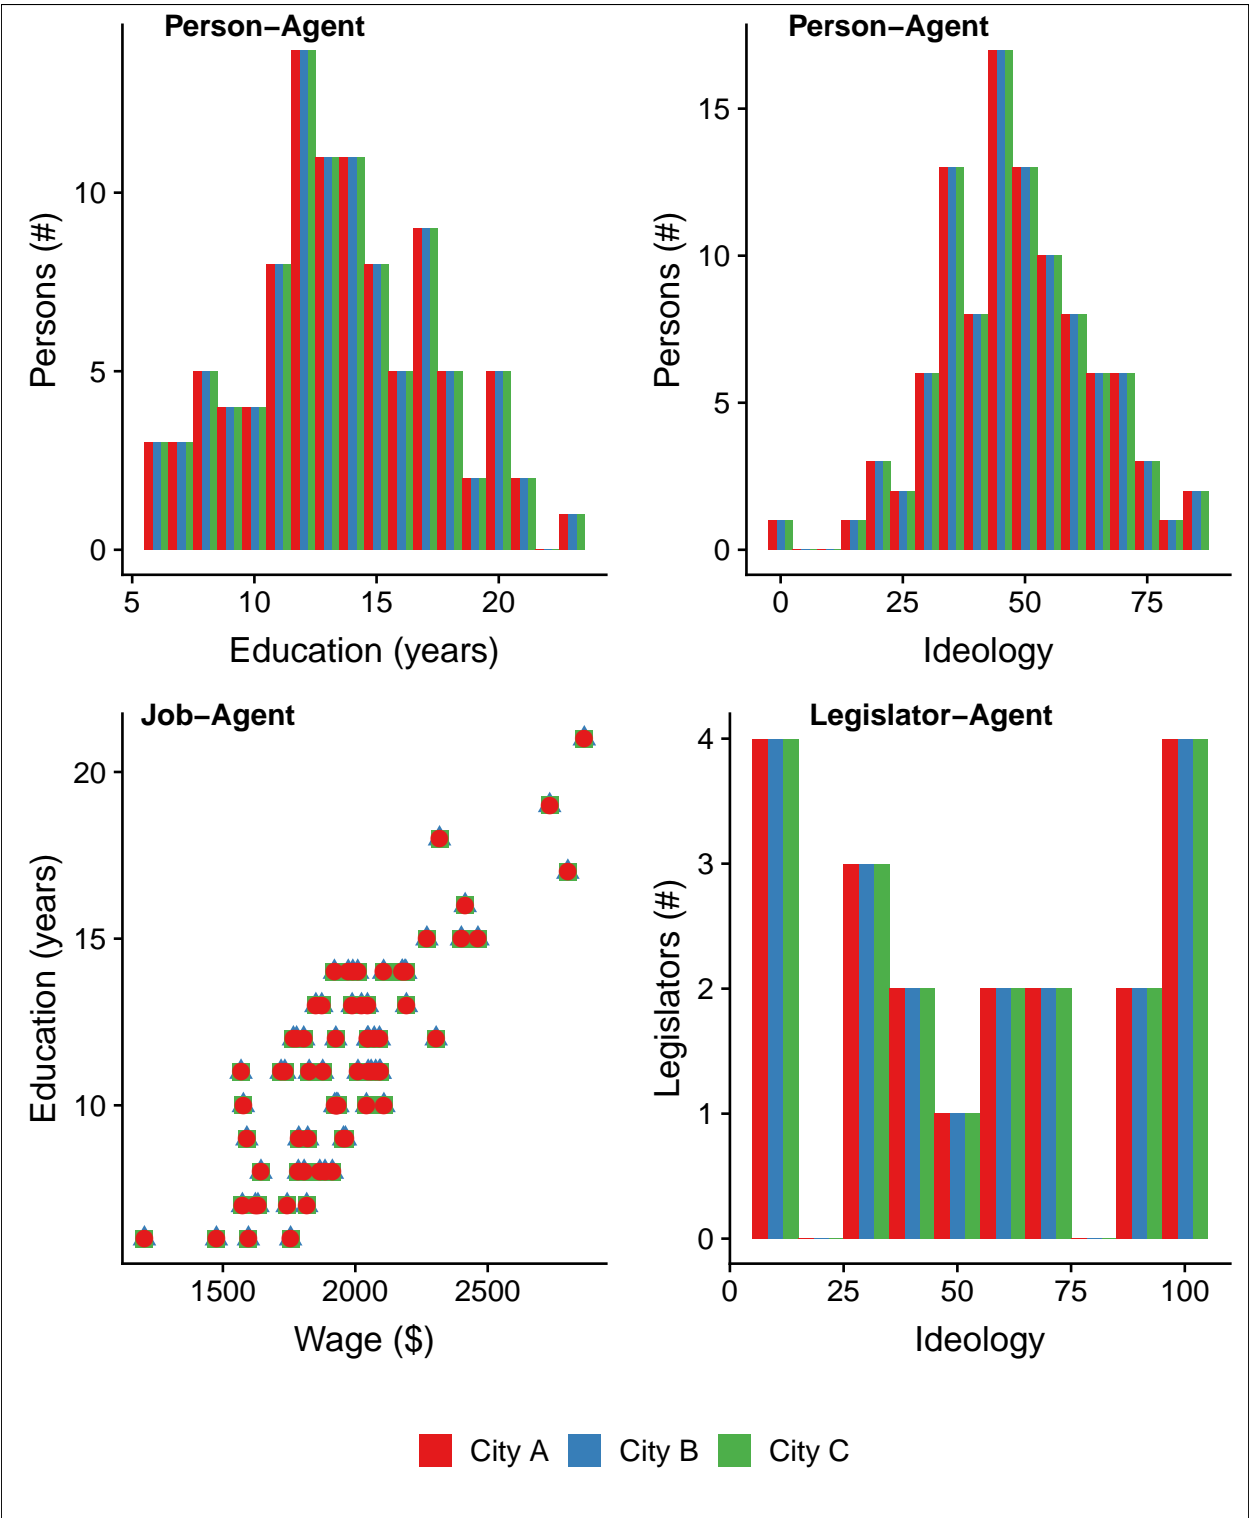 Person−Agent
Persons (#)
10
5
0
5 10 15 20
Education (years)
Person−Agent
Persons (#)
15
10
5
0
0 25 50 75
Ideology
Job−Agent
Education (years)
20
15
10
1500 2000 2500
Wage ($)
Legislator−Agent
Legislators (#)
4
3
2
1
0
0 25 50 75 100
Ideology
City A City B City C